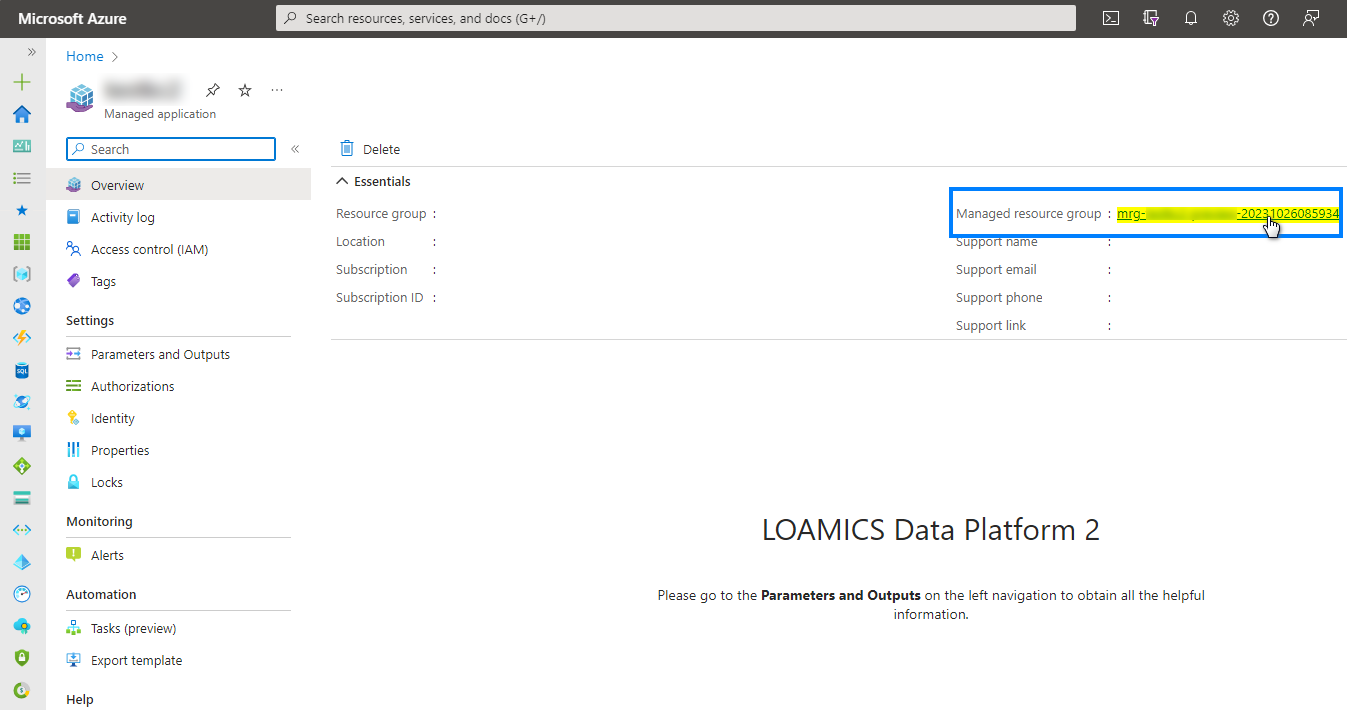 Microsoft Azure
Search resources, services, and docs (G+/)
Home
Managed application
Search
Overview
Activity log
Access control (IAM)
Tags
Settings
Parameters and Outputs
Authorizations
Identity
Properties
Locks
Monitoring
Alerts
Automation
Tasks (preview)
Export template
Help
Delete
Essentials
Resource group :
Location :
Subscription :
Subscription ID :
Managed resource group : mrg- -20231026085934
Support name :
Support email :
Support phone :
Support link :
LOAMICS Data Platform 2
Please go to the Parameters and Outputs on the left navigation to obtain all the helpful
information.